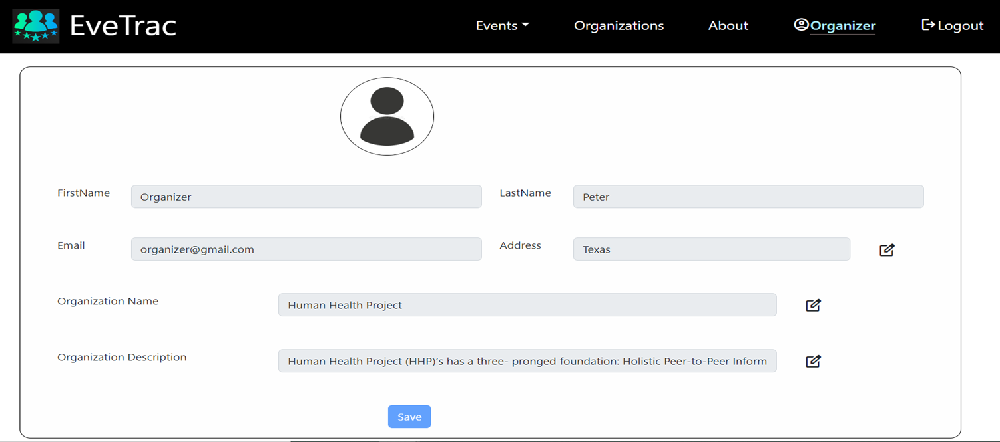 EveTrac
Events
Organizations
About
Organizer
Logout
FirstName
Organizer
LastName
Peter
Email
organizer@gmail.com
Address
Texas
Organization Name
Human Health Project
Organization Description
Human Health Project (HHP)’s has a three- pronged foundation: Holistic Peer-to-Peer Inform
Save